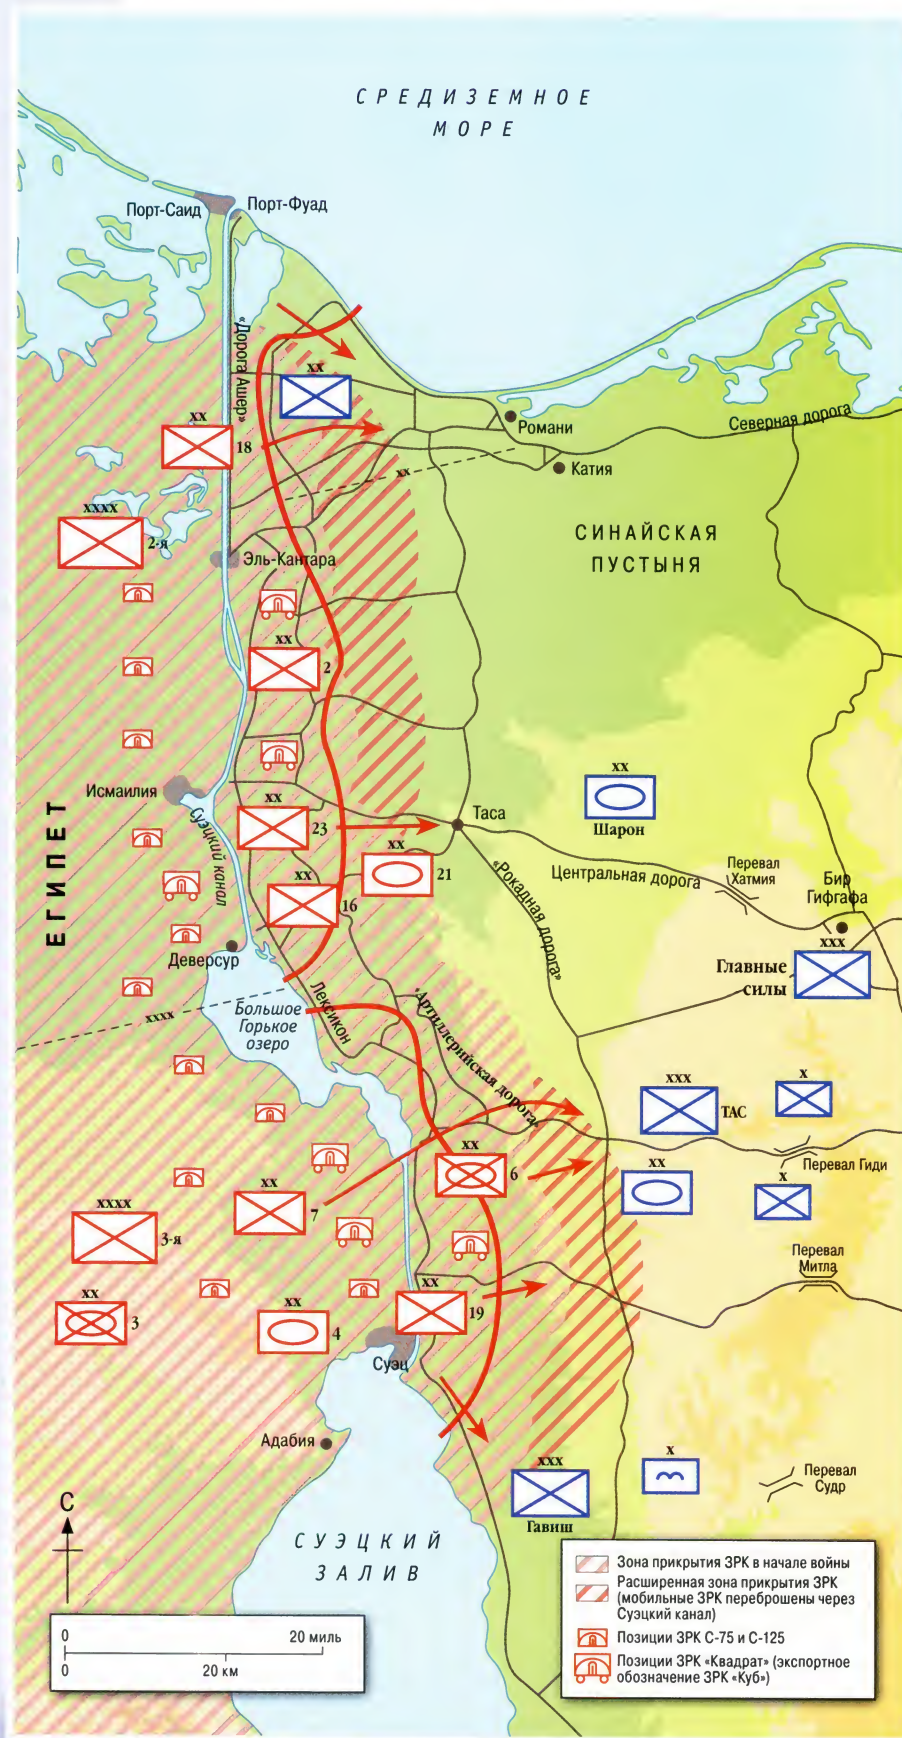 СРЕДИЗЕМНОЕ
МОРЕ
Порт-Саид
Порт-Фуад
«Дорога Ашер»
xx
xx
18
Романи
Северная дорога
Катия
xx
xxxx
2-я
Эль-Кантара
СИНАЙСКАЯ
ПУСТЫНЯ
xx
2
xx
Шарон
Исмаилия
Суэцкий канал
ЕГИПЕТ
xx
23
Таса
xx
21
xx
16
Центральная дорога
«Рокадная дорога»
Перевал
Хатмия
Бир
Гифгафа
xxx
Главные
силы
Деверсур
xxxx
Большое
Горькое
озеро
Лексикон
«Артиллерийская дорога»
xxx
ТАС
x
xx
6
Перевал Гиди
xx
x
xx
7
xxxx
3-я
xx
3
xx
4
xx
19
Перевал
Митла
Суэц
Адабия
xxx
Гавиш
x
Перевал
Судр
С
СУЭЦКИЙ
ЗАЛИВ
0 20 миль
0 20 км
Зона прикрытия ЗРК в начале войны
Расширенная зона прикрытия ЗРК
(мобильные ЗРК переброшены через
Суэцкий канал)
Позиции ЗРК С-75 и С-125
Позиции ЗРК «Квадрат» (экспортное
обозначение ЗРК «Куб»)